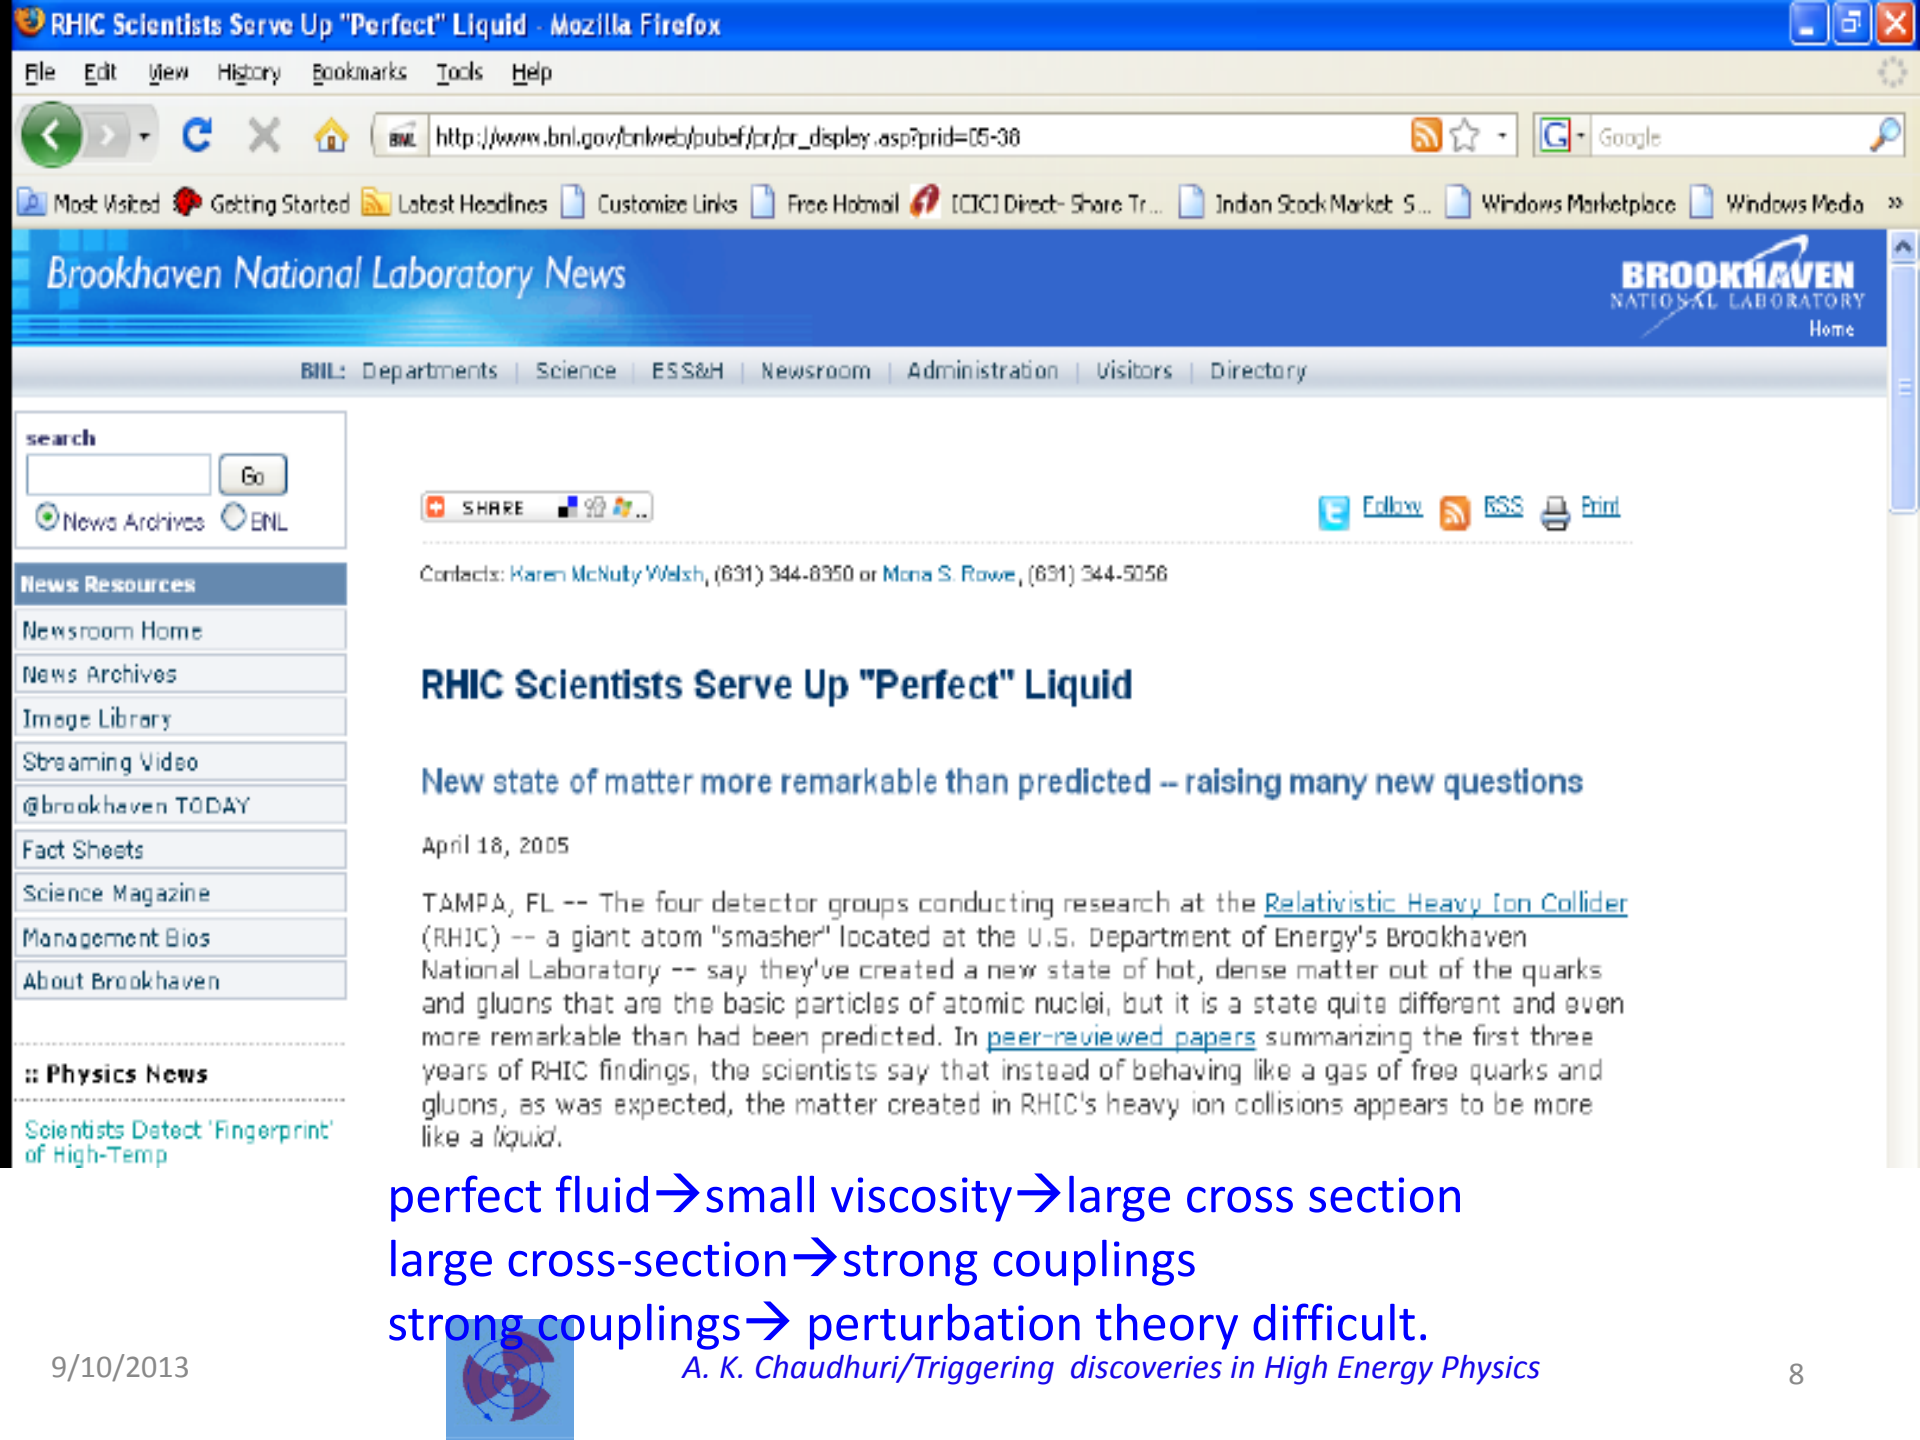 RHIC Scientists Serve Up "Perfect" Liquid - Mozilla Firefox
File Edit View History Bookmarks Tools Help
http://www.bnl.gov/bnlweb/pubaf/pr/pr_display.asp?prid=05-38
Google
Most Visited Getting Started Latest Headlines Customize Links Free Hotmail ICICI Direct- Share Tr... Indian Stock Market S... Windows Marketplace Windows Media »
Brookhaven National Laboratory News
BROOKHAVEN
NATIONAL LABORATORY
Home
BNL: Departments | Science | ESS&H | Newsroom | Administration | Visitors | Directory
search
Go
News Archives BNL
SHARE
Follow RSS Print
Contacts: Karen McNulty Walsh, (631) 344-8350 or Mona S. Rowe, (631) 344-5056
News Resources
Newsroom Home
News Archives
Image Library
Streaming Video
@brookhaven TODAY
Fact Sheets
Science Magazine
Management Bios
About Brookhaven
:: Physics News
Scientists Detect 'Fingerprint'
of High-Temp
RHIC Scientists Serve Up "Perfect" Liquid
New state of matter more remarkable than predicted -- raising many new questions
April 18, 2005
TAMPA, FL -- The four detector groups conducting research at the Relativistic Heavy Ion Collider
(RHIC) -- a giant atom "smasher" located at the U.S. Department of Energy's Brookhaven
National Laboratory -- say they've created a new state of hot, dense matter out of the quarks
and gluons that are the basic particles of atomic nuclei, but it is a state quite different and even
more remarkable than had been predicted. In peer-reviewed papers summarizing the first three
years of RHIC findings, the scientists say that instead of behaving like a gas of free quarks and
gluons, as was expected, the matter created in RHIC's heavy ion collisions appears to be more
like a liquid.
perfect fluid→small viscosity→large cross section
large cross-section→strong couplings
strong couplings→ perturbation theory difficult.
9/10/2013
A. K. Chaudhuri/Triggering discoveries in High Energy Physics
8